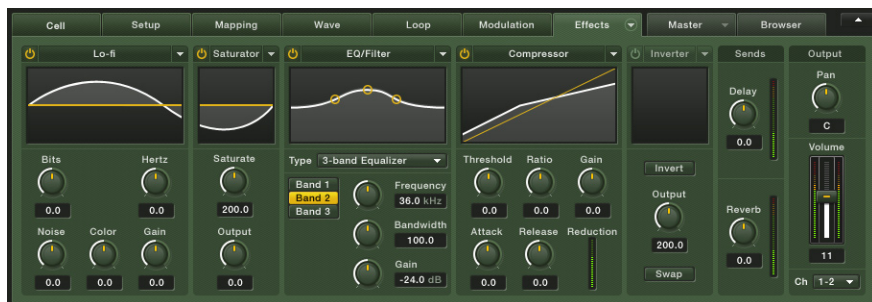 Cell Setup Mapping Wave Loop Modulation Effects Master Browser
Lo-fi Saturator EQ/Filter Compressor Inverter Sends Output
Bits Hertz
0.0 0.0
Noise Color Gain
0.0 0.0 0.0
Saturate
200.0
Output
0.0
Type 3-band Equalizer
Band 1
Band 2
Band 3
Frequency
36.0 kHz
Bandwidth
100.0
Gain
-24.0 dB
Threshold Ratio Gain
0.0 0.0 0.0
Attack Release Reduction
0.0 0.0
Invert
Output
200.0
Swap
Delay
0.0
Reverb
0.0
Pan
C
Volume
11
Ch 1-2